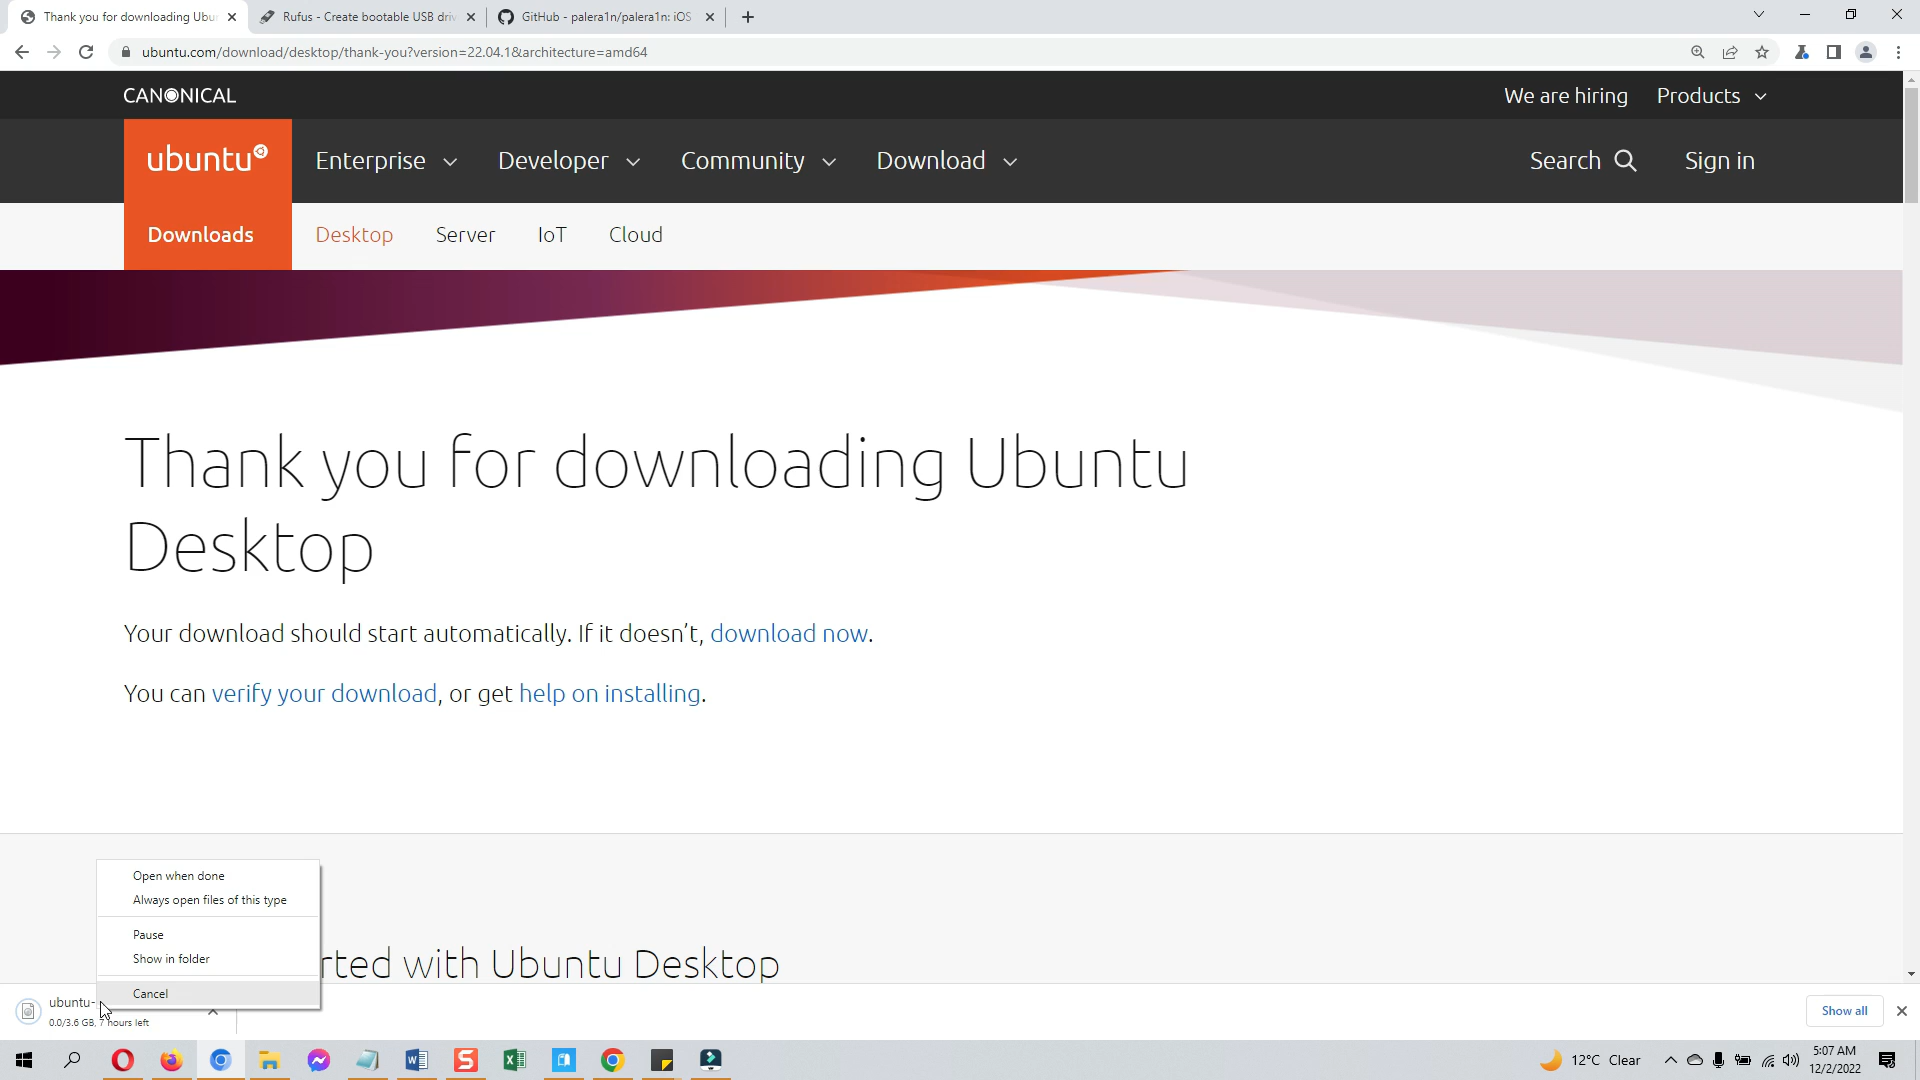 Thank you for downloading Ubu
Rufus - Create bootable USB driv
GitHub - palera1n/palera1n: iOS
ubuntu.com/download/desktop/thank-you?version=22.04.1&architecture=amd64
CANONICAL
We are hiring
Products
ubuntu
Enterprise
Developer
Community
Download
Search
Sign in
Downloads
Desktop
Server
IoT
Cloud
Thank you for downloading Ubuntu
Desktop
Your download should start automatically. If it doesn’t, download now.
You can verify your download, or get help on installing.
Open when done
Always open files of this type
Pause
Show in folder
Cancel
rted with Ubuntu Desktop
ubuntu-
0.0/3.6 GB, 7 hours left
Show all
12°C Clear
5:07 AM
12/2/2022